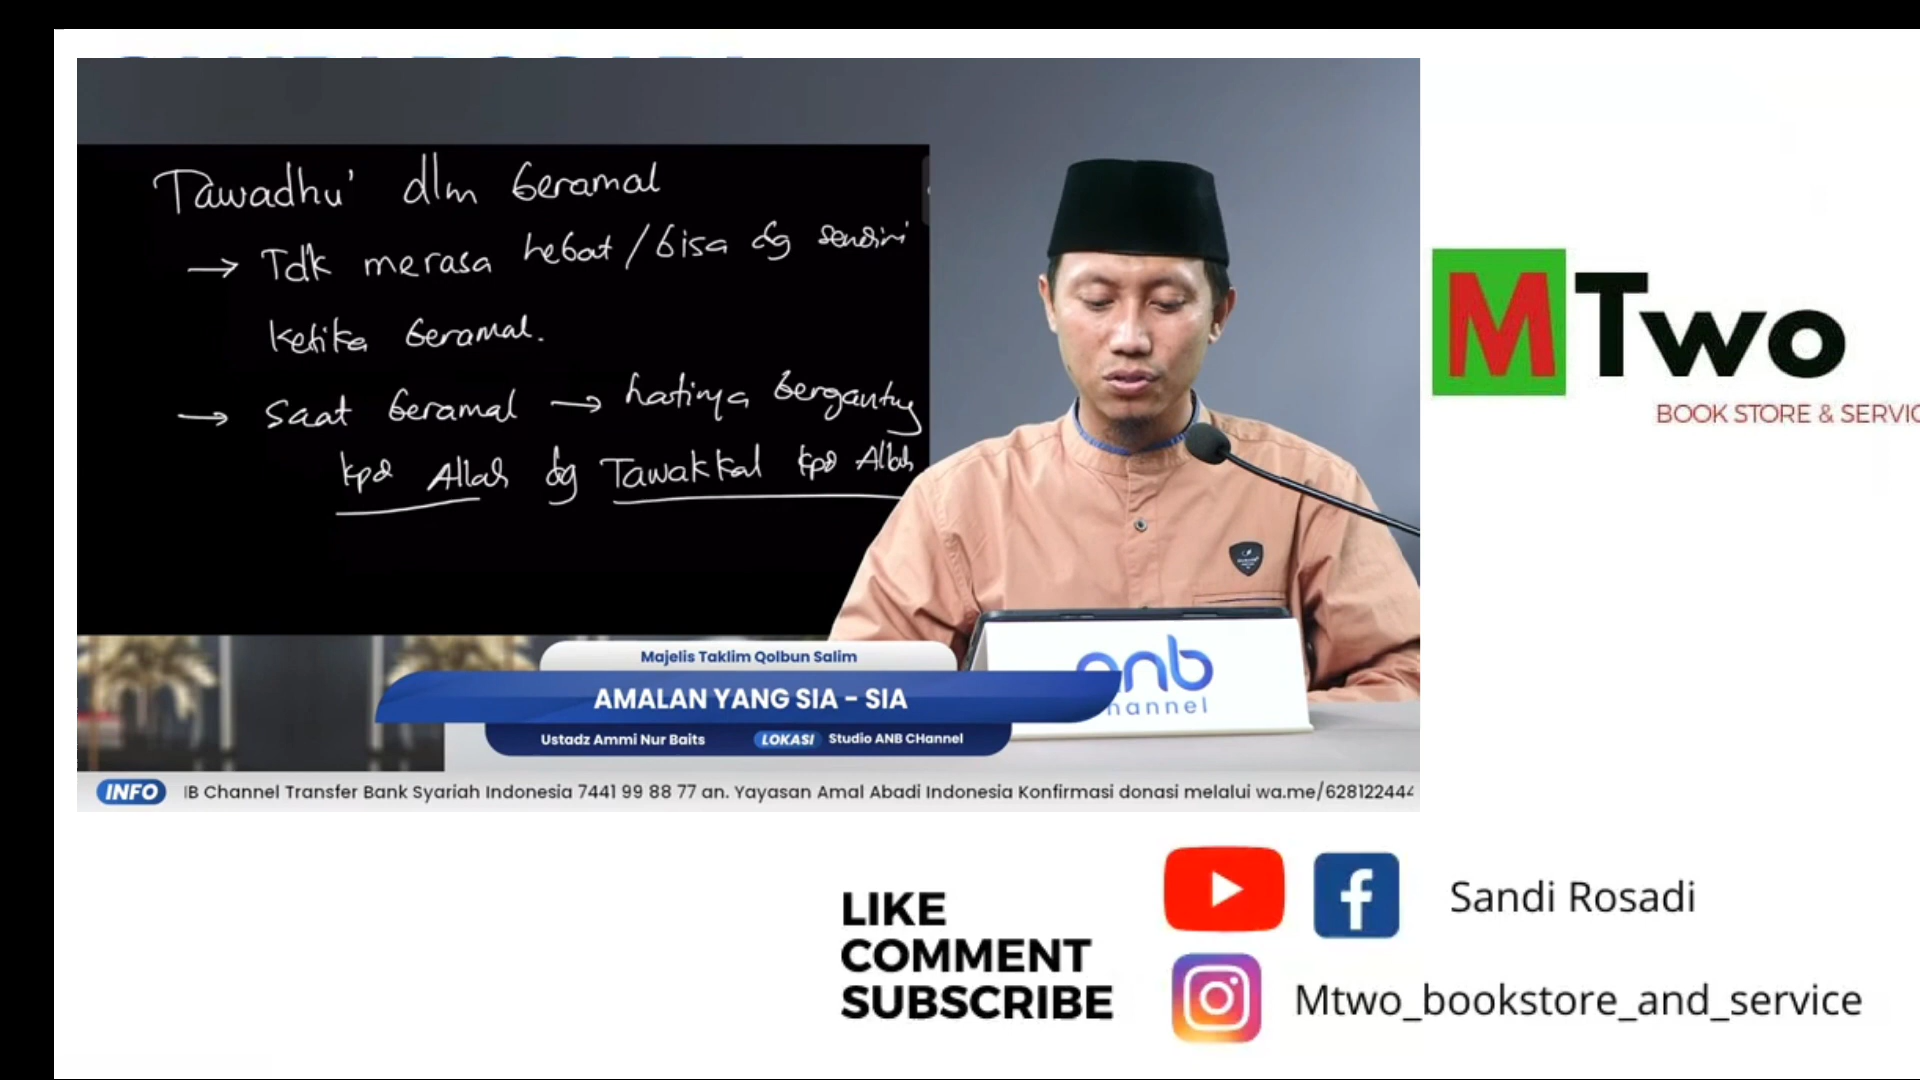 Tawadhu' dlm beramal
→ Tdk merasa hebat / bisa dg sendiri
ketika beramal.
→ saat beramal → hatinya bergantung
kpd Allah dg Tawakkal kpd Allah
Majelis Taklim Qolbun Salim
AMALAN YANG SIA - SIA
Ustadz Ammi Nur Baits LOKASI Studio ANB CHannel
anb
hannel
INFO IB Channel Transfer Bank Syariah Indonesia 7441 99 88 77 an. Yayasan Amal Abadi Indonesia Konfirmasi donasi melalui wa.me/628122444
MTwo
BOOK STORE & SERVIC
LIKE
COMMENT
SUBSCRIBE
Sandi Rosadi
Mtwo_bookstore_and_service